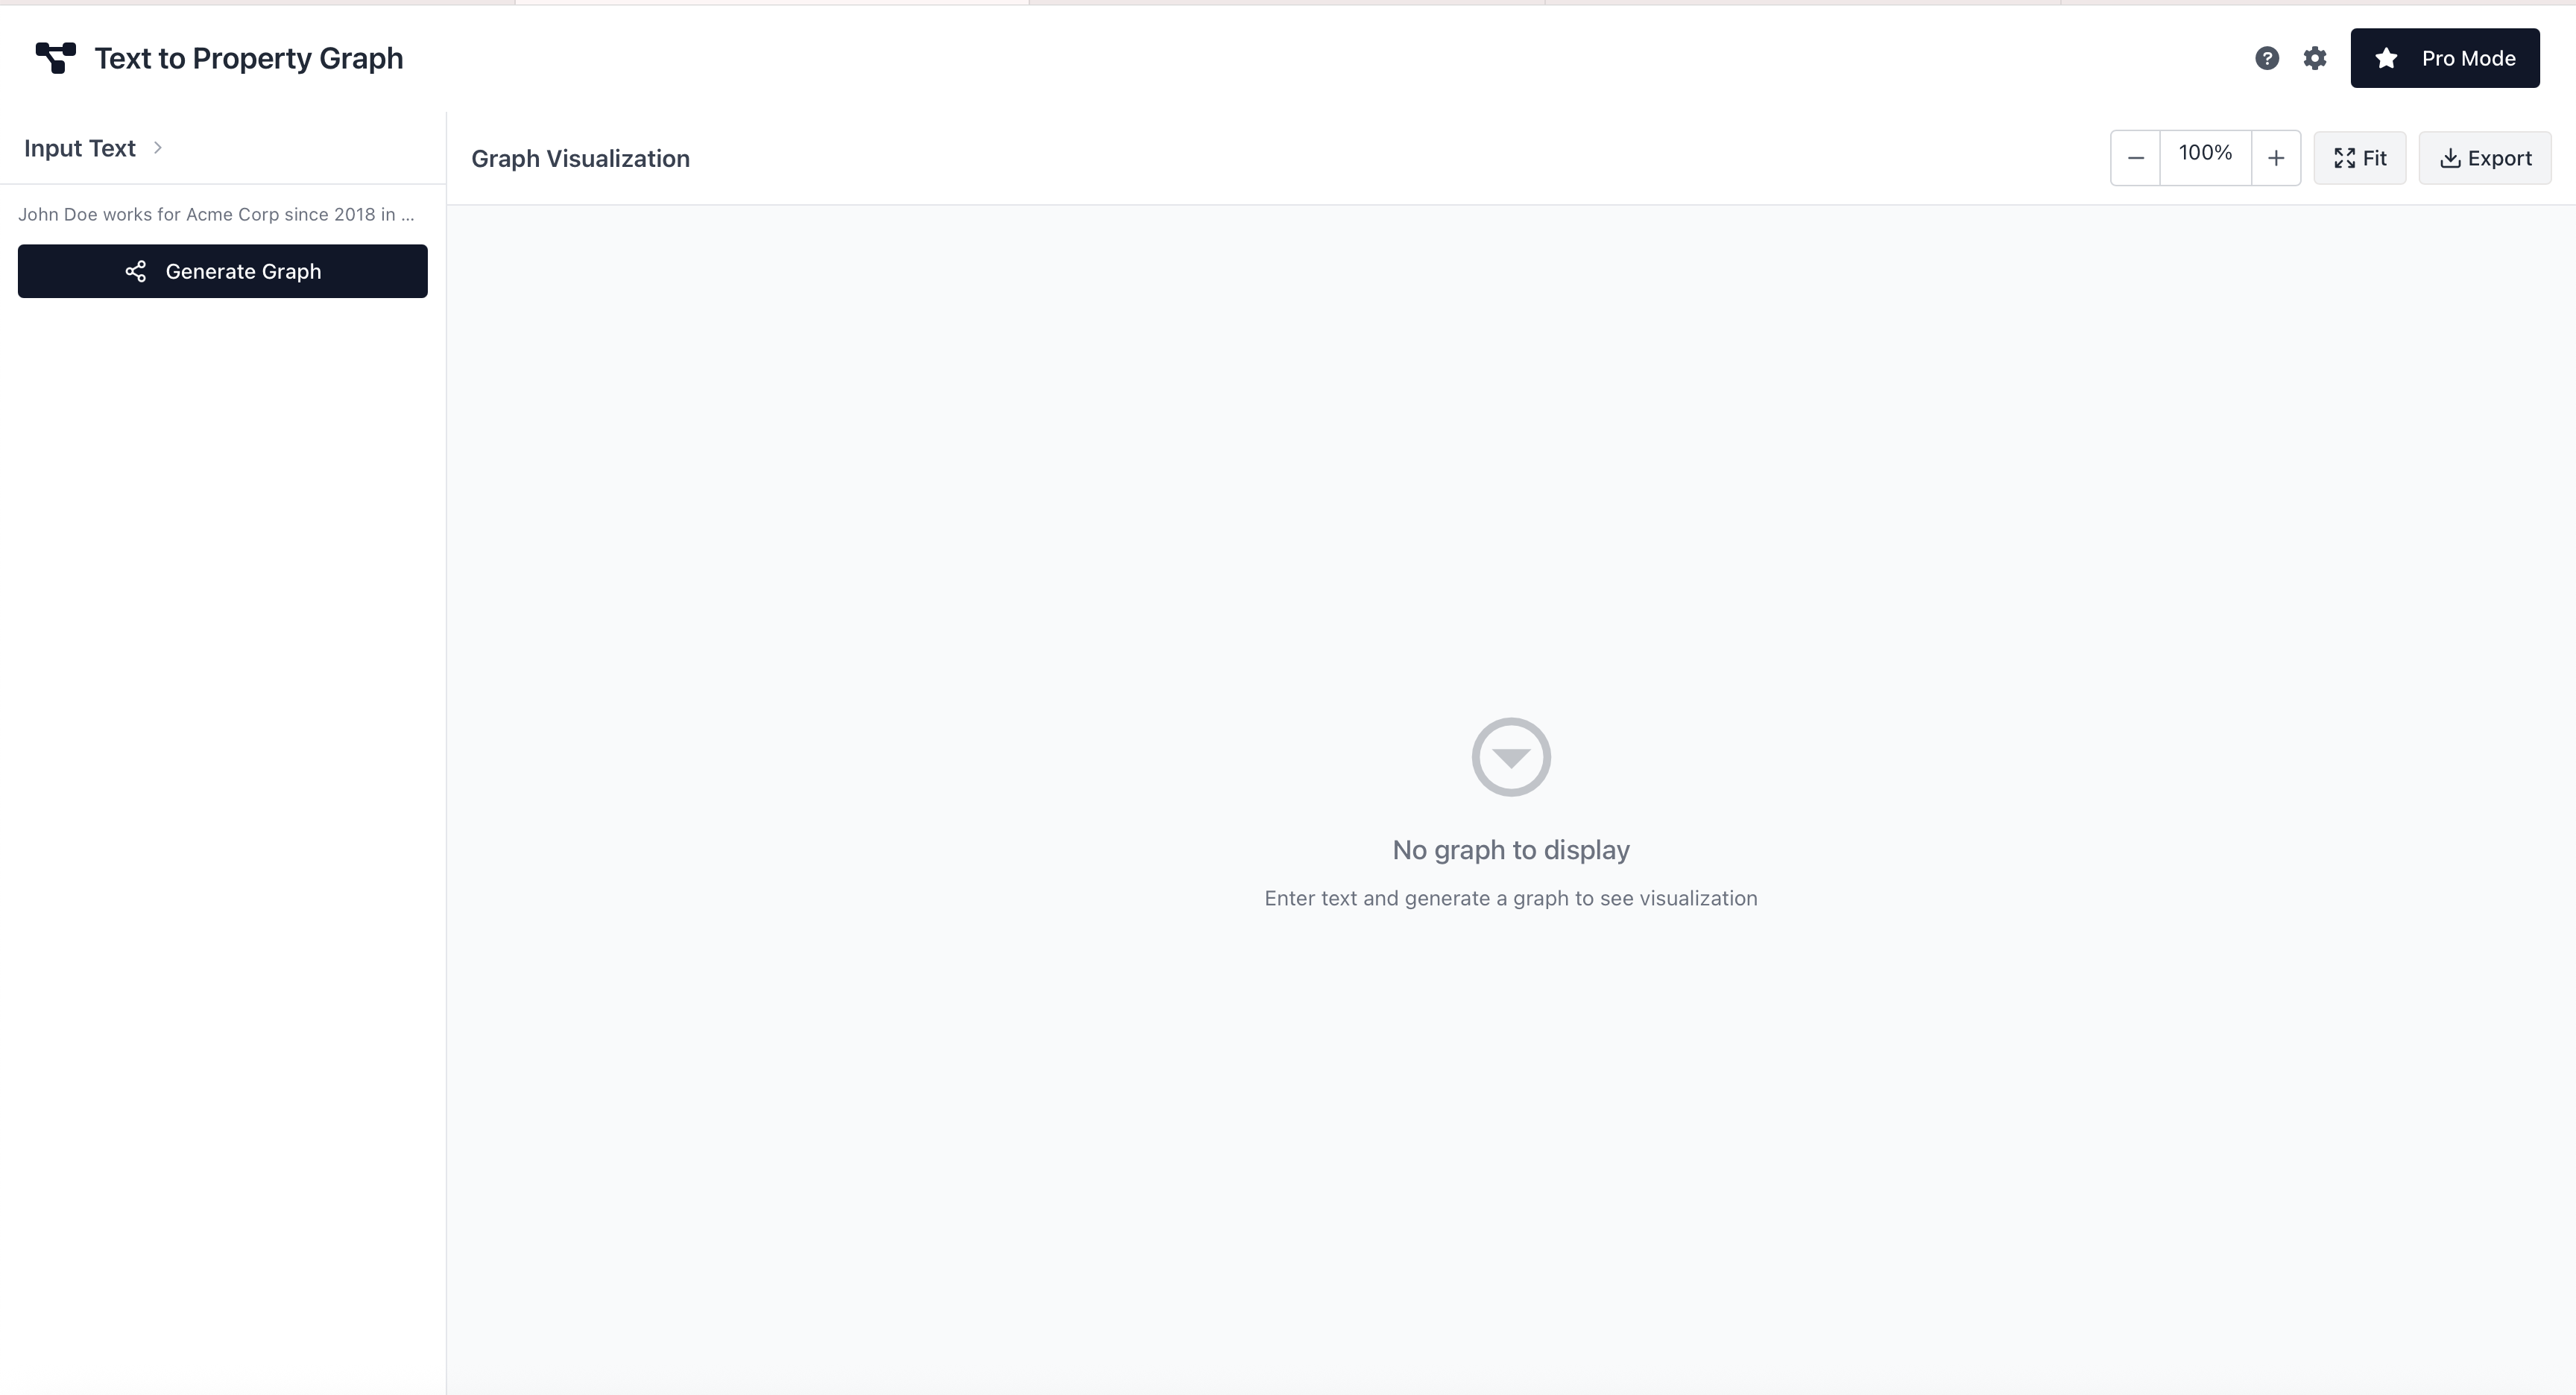 Text to Property Graph
Pro Mode
Input Text
John Doe works for Acme Corp since 2018 in ...
Generate Graph
Graph Visualization
100%
Fit
Export
No graph to display
Enter text and generate a graph to see visualization